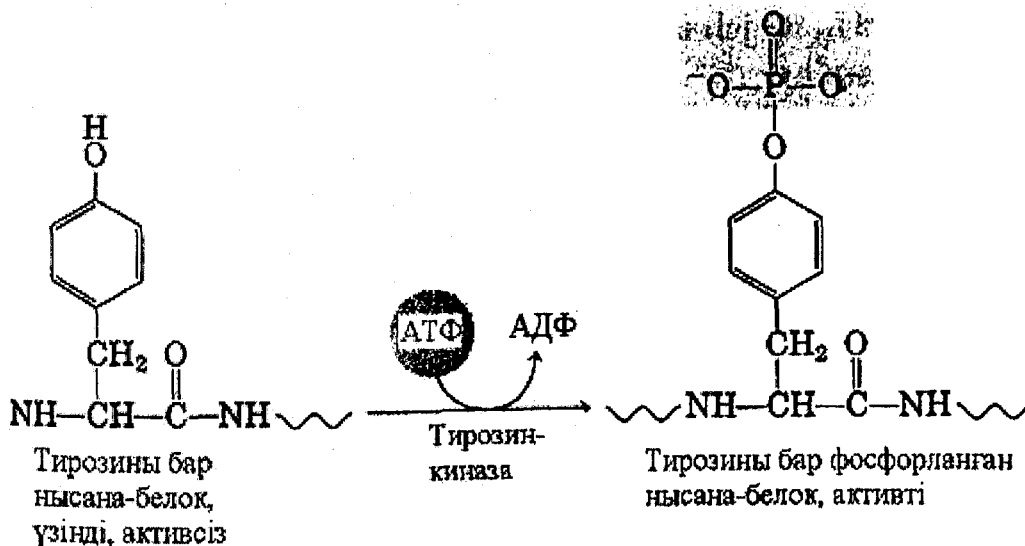 O
⁻O—P—O⁻
O
H
O
CH₂ O
NH—CH—C—NH
АТФ АДФ
Тирозин-
киназа
CH₂ O
NH—CH—C—NH
Тирозины бар
нысана-белок,
үзінді, активсіз
Тирозины бар фосфорланған
нысана-белок, активті